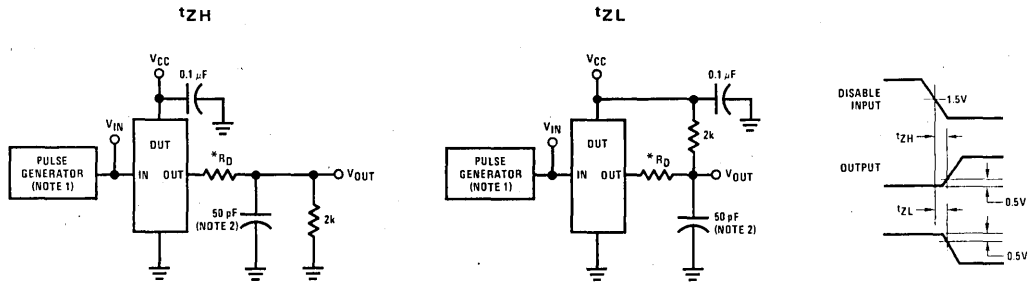 tZH
VCC
0.1 µF
VIN
DUT
PULSE
GENERATOR
(NOTE 1)
IN
OUT
*RD
VOUT
50 pF
(NOTE 2)
2k
tZL
VCC
0.1 µF
2k
VIN
DUT
PULSE
GENERATOR
(NOTE 1)
IN
OUT
*RD
VOUT
50 pF
(NOTE 2)
DISABLE
INPUT
1.5V
tZH
OUTPUT
0.5V
tZL
0.5V